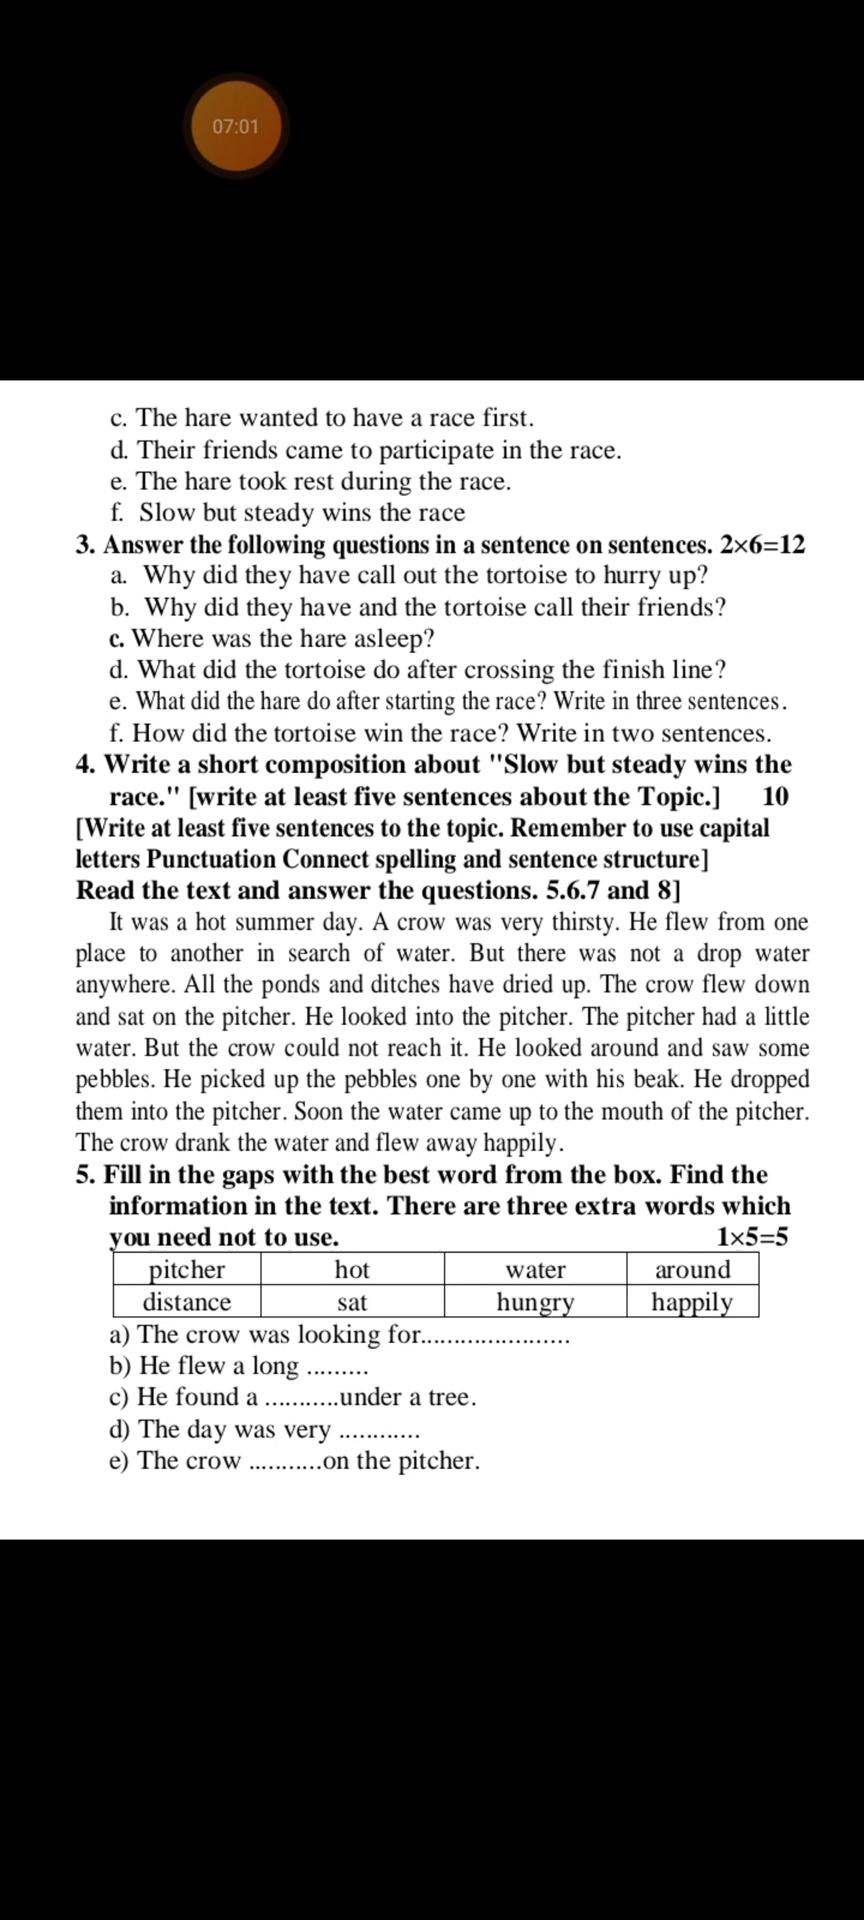 07:01
c. The hare wanted to have a race first.
d. Their friends came to participate in the race.
e. The hare took rest during the race.
f. Slow but steady wins the race
3. Answer the following questions in a sentence on sentences. 2×6=12
a. Why did they have call out the tortoise to hurry up?
b. Why did they have and the tortoise call their friends?
c. Where was the hare asleep?
d. What did the tortoise do after crossing the finish line?
e. What did the hare do after starting the race? Write in three sentences.
f. How did the tortoise win the race? Write in two sentences.
4. Write a short composition about "Slow but steady wins the
race." [write at least five sentences about the Topic.] 10
[Write at least five sentences to the topic. Remember to use capital
letters Punctuation Connect spelling and sentence structure]
Read the text and answer the questions. 5.6.7 and 8]
It was a hot summer day. A crow was very thirsty. He flew from one
place to another in search of water. But there was not a drop water
anywhere. All the ponds and ditches have dried up. The crow flew down
and sat on the pitcher. He looked into the pitcher. The pitcher had a little
water. But the crow could not reach it. He looked around and saw some
pebbles. He picked up the pebbles one by one with his beak. He dropped
them into the pitcher. Soon the water came up to the mouth of the pitcher.
The crow drank the water and flew away happily.
5. Fill in the gaps with the best word from the box. Find the
information in the text. There are three extra words which
you need not to use. 1×5=5
pitcher hot water around
distance sat hungry happily
a) The crow was looking for.......................
b) He flew a long .........
c) He found a ...........under a tree.
d) The day was very ............
e) The crow ...........on the pitcher.